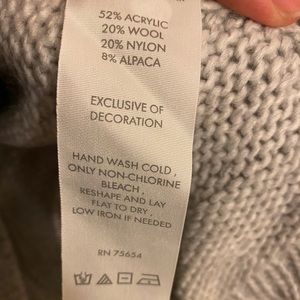 52% ACRYLIC
20% WOOL
20% NYLON
8% ALPACA
EXCLUSIVE OF
DECORATION
HAND WASH COLD ,
ONLY NON-CHLORINE
BLEACH ,
RESHAPE AND LAY
FLAT TO DRY ,
LOW IRON IF NEEDED
RN 75654